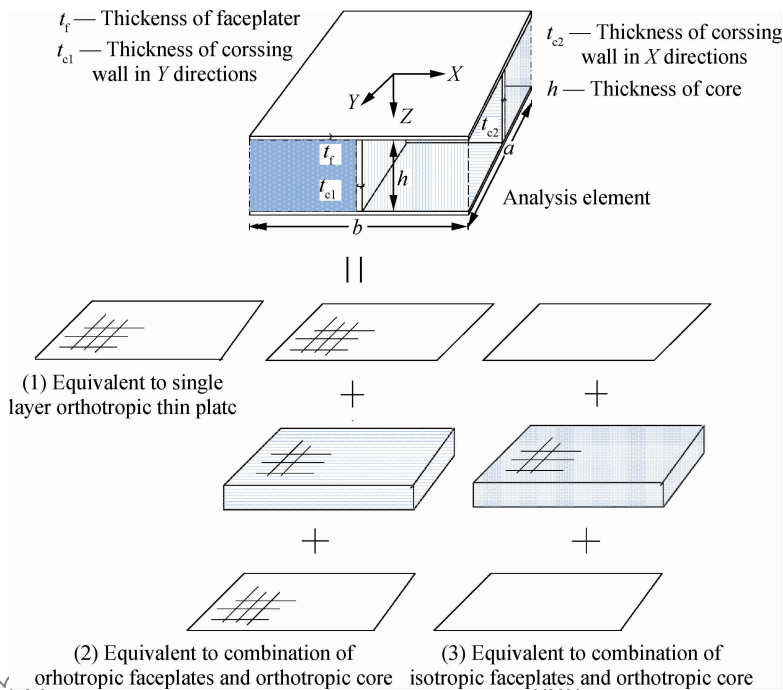 t_f — Thickenss of faceplater
t_c1 — Thickness of corssing
wall in Y directions
t_c2 — Thickness of corssing
wall in X directions
h — Thickness of core
X
Y
Z
t_c2
a
t_f
t_c1
h
Analysis element
b
(1) Equivalent to single
layer orthotropic thin platc
(2) Equivalent to combination of
orhotropic faceplates and orthotropic core
(3) Equivalent to combination of
isotropic faceplates and orthotropic core